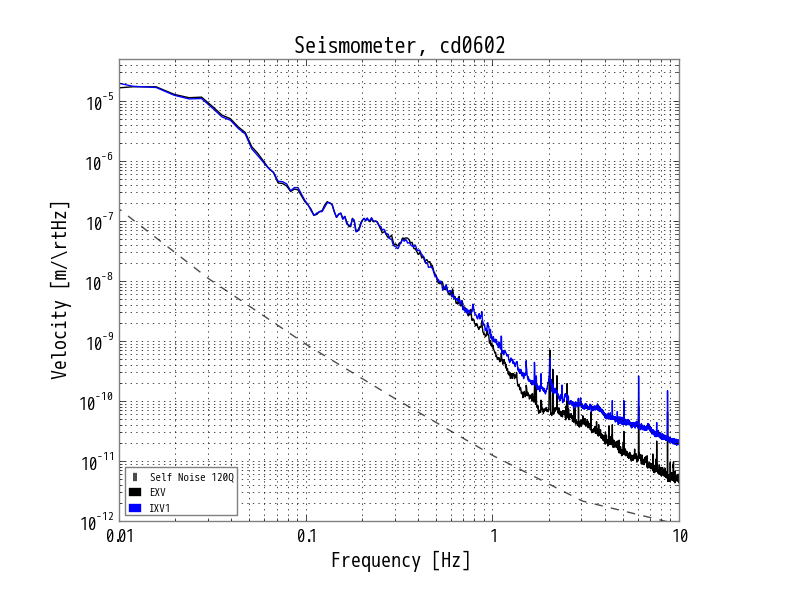 Seismometer, cd0602
Velocity [m/\rtHz]
10^-5
10^-6
10^-7
10^-8
10^-9
10^-10
10^-11
10^-12
Self Noise 120Q
EXV
IXV1
0.01 0.1 1 10
Frequency [Hz]